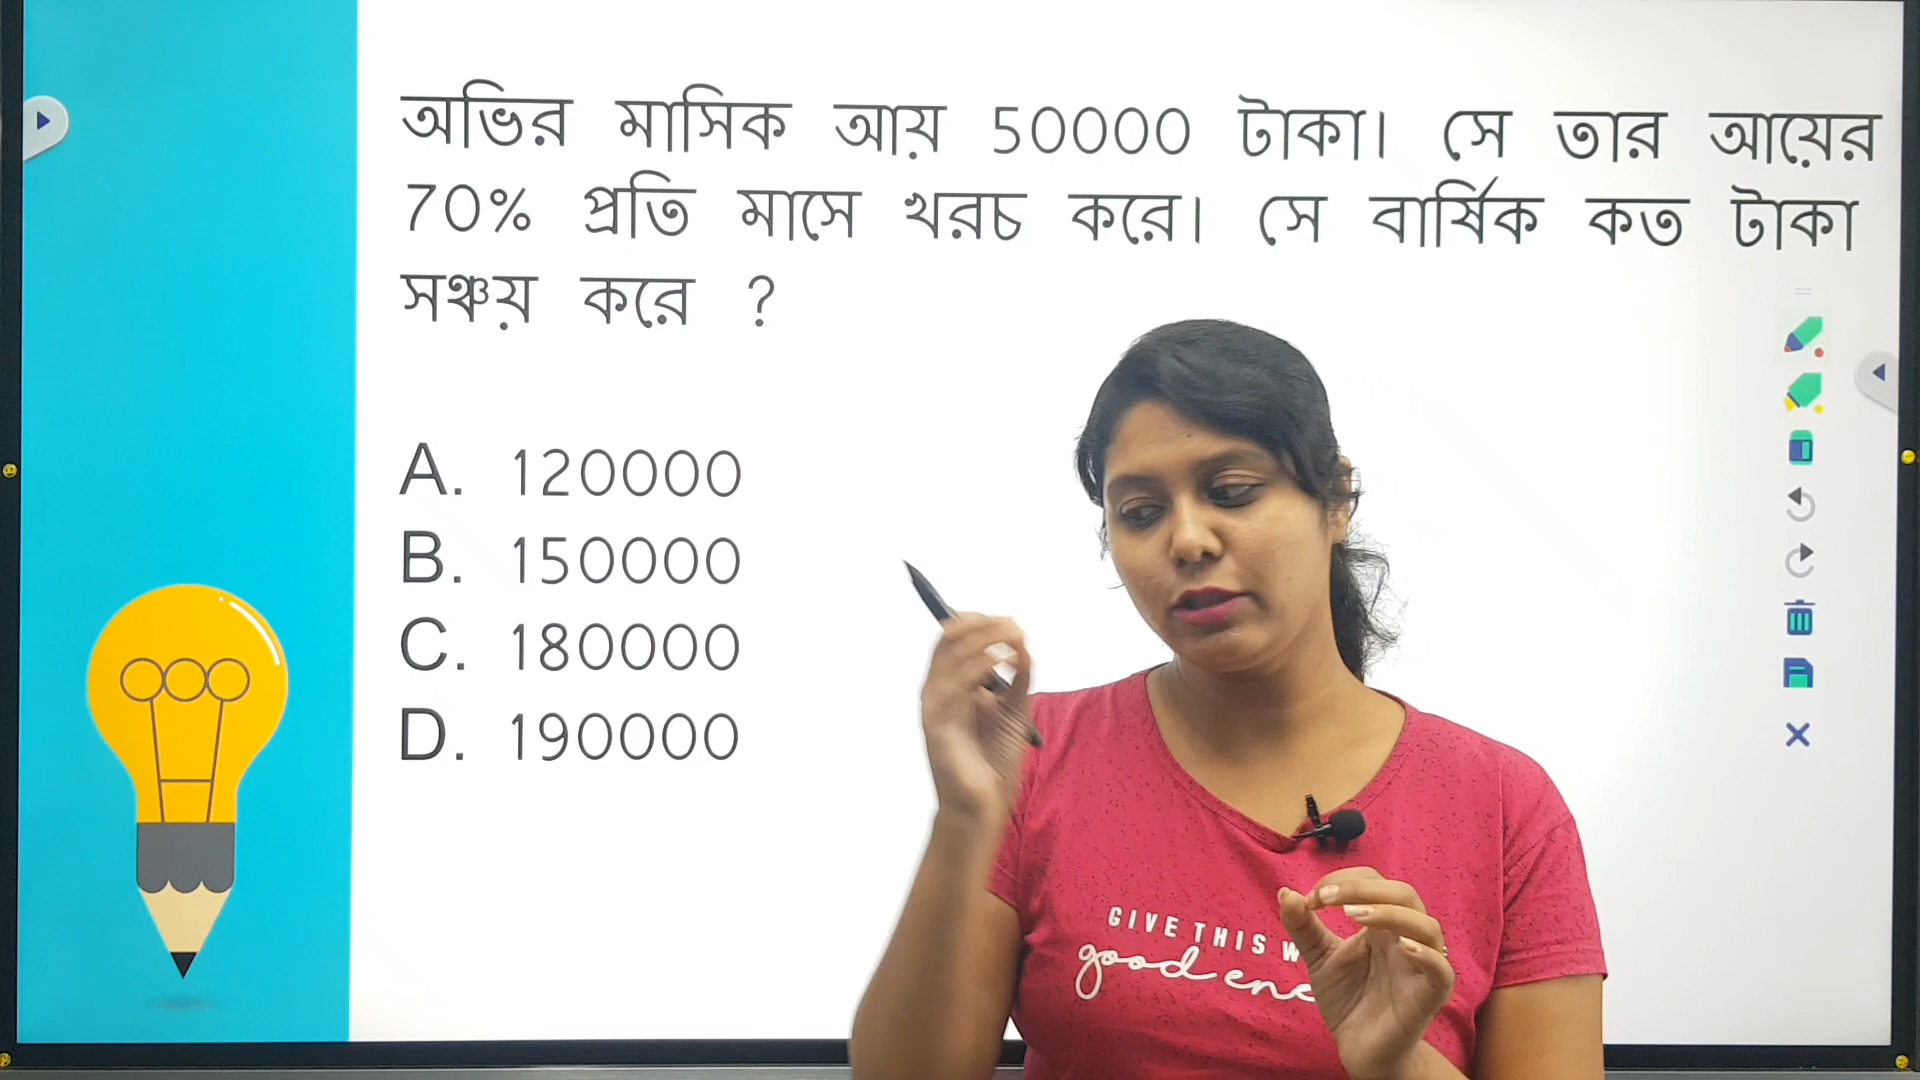 অভির মাসিক আয় 50000 টাকা। সে তার আয়ের
70% প্রতি মাসে খরচ করে। সে বার্ষিক কত টাকা
সঞ্চয় করে ?
A. 120000
B. 150000
C. 180000
D. 190000
GIVE THIS
good